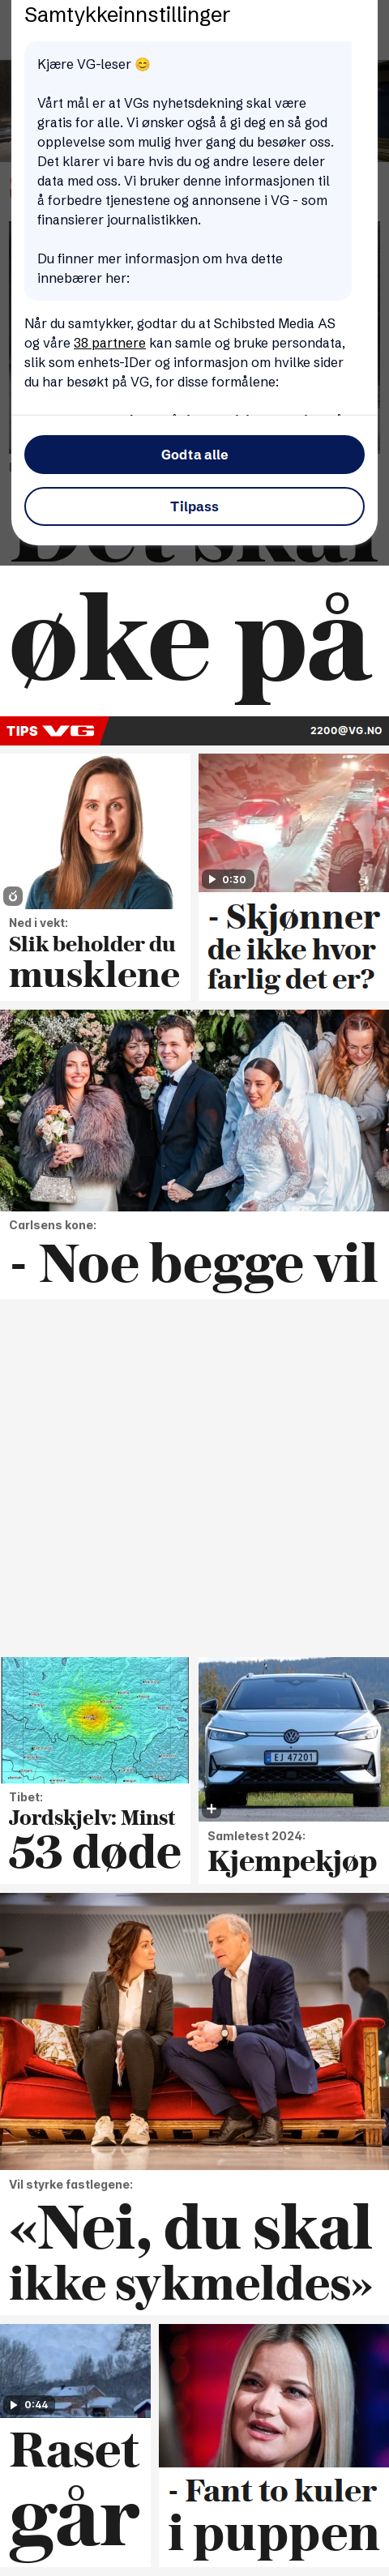 Samtykkeinnstillinger
Kjære VG-leser 😊
Vårt mål er at VGs nyhetsdekning skal være
gratis for alle. Vi ønsker også å gi deg en så god
opplevelse som mulig hver gang du besøker oss.
Det klarer vi bare hvis du og andre lesere deler
data med oss. Vi bruker denne informasjonen til
å forbedre tjenestene og annonsene i VG - som
finansierer journalistikken.
Du finner mer informasjon om hva dette
innebærer her:
Når du samtykker, godtar du at Schibsted Media AS
og våre 38 partnere kan samle og bruke persondata,
slik som enhets-IDer og informasjon om hvilke sider
du har besøkt på VG, for disse formålene:
Godta alle
Tilpass
Det skal
øke på
TIPS VG 2200@VG.NO
Ned i vekt:
Slik beholder du
musklene
0:30
- Skjønner
de ikke hvor
farlig det er?
Carlsens kone:
- Noe begge vil
Tibet:
Jordskjelv: Minst
53 døde
EJ 47201
Samletest 2024:
Kjempekjøp
Vil styrke fastlegene:
«Nei, du skal
ikke sykmeldes»
0:44
Raset
går
- Fant to kuler
i puppen